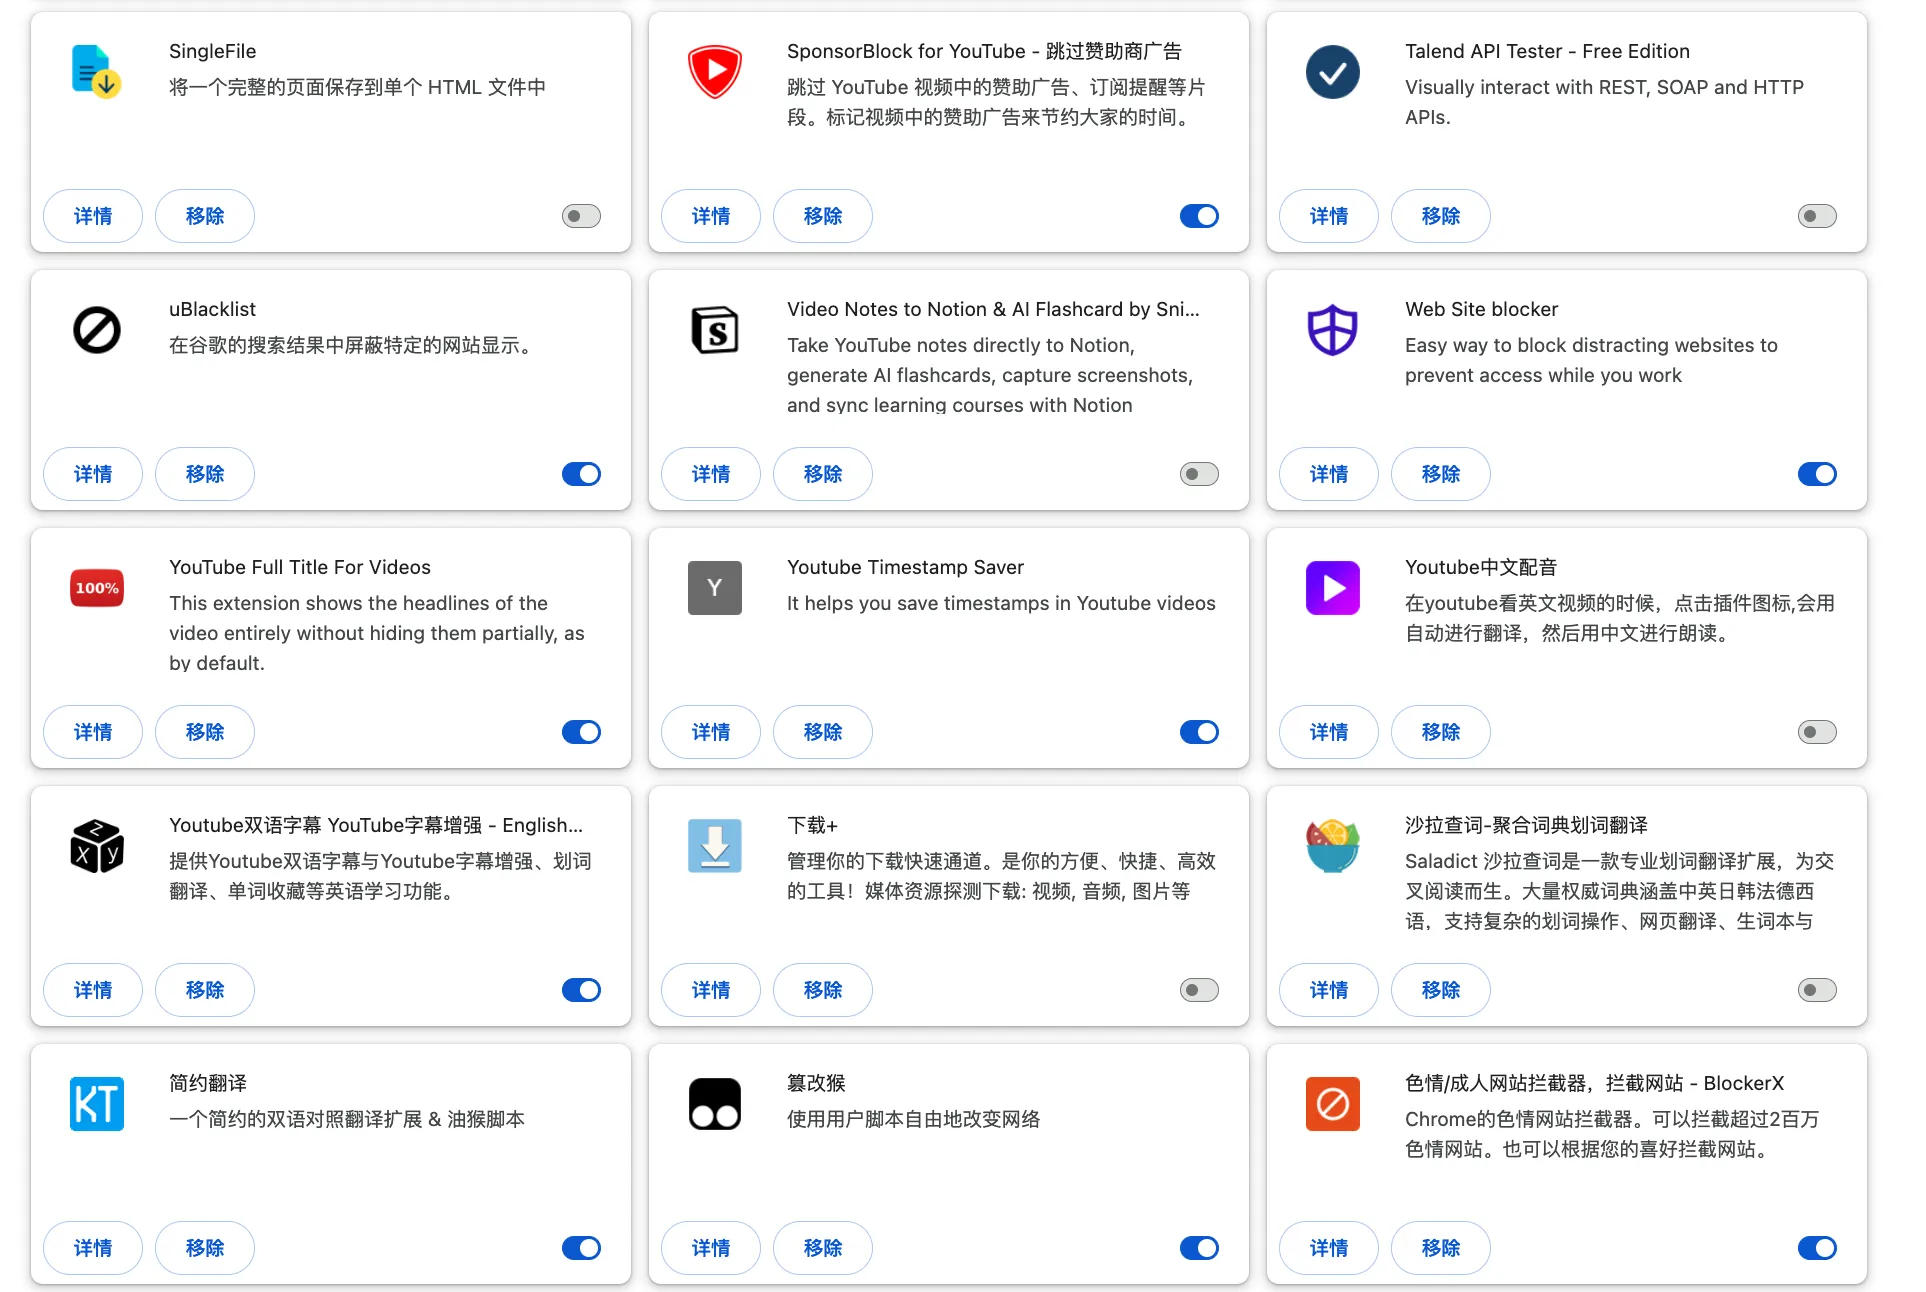 SingleFile
将一个完整的页面保存到单个 HTML 文件中
详情
移除
SponsorBlock for YouTube - 跳过赞助商广告
跳过 YouTube 视频中的赞助广告、订阅提醒等片
段。标记视频中的赞助广告来节约大家的时间。
详情
移除
Talend API Tester - Free Edition
Visually interact with REST, SOAP and HTTP
APIs.
详情
移除
uBlacklist
在谷歌的搜索结果中屏蔽特定的网站显示。
详情
移除
S
Video Notes to Notion & AI Flashcard by Sni...
Take YouTube notes directly to Notion,
generate AI flashcards, capture screenshots,
and sync learning courses with Notion
详情
移除
Web Site blocker
Easy way to block distracting websites to
prevent access while you work
详情
移除
100%
YouTube Full Title For Videos
This extension shows the headlines of the
video entirely without hiding them partially, as
by default.
详情
移除
Y
Youtube Timestamp Saver
It helps you save timestamps in Youtube videos
详情
移除
Youtube中文配音
在youtube看英文视频的时候，点击插件图标,会用
自动进行翻译，然后用中文进行朗读。
详情
移除
Z
X y
Youtube双语字幕 YouTube字幕增强 - English...
提供Youtube双语字幕与Youtube字幕增强、划词
翻译、单词收藏等英语学习功能。
详情
移除
下载+
管理你的下载快速通道。是你的方便、快捷、高效
的工具！媒体资源探测下载: 视频, 音频, 图片等
详情
移除
沙拉查词-聚合词典划词翻译
Saladict 沙拉查词是一款专业划词翻译扩展，为交
叉阅读而生。大量权威词典涵盖中英日韩法德西
语，支持复杂的划词操作、网页翻译、生词本与
详情
移除
KT
简约翻译
一个简约的双语对照翻译扩展 & 油猴脚本
详情
移除
篡改猴
使用用户脚本自由地改变网络
详情
移除
色情/成人网站拦截器，拦截网站 - BlockerX
Chrome的色情网站拦截器。可以拦截超过2百万
色情网站。也可以根据您的喜好拦截网站。
详情
移除